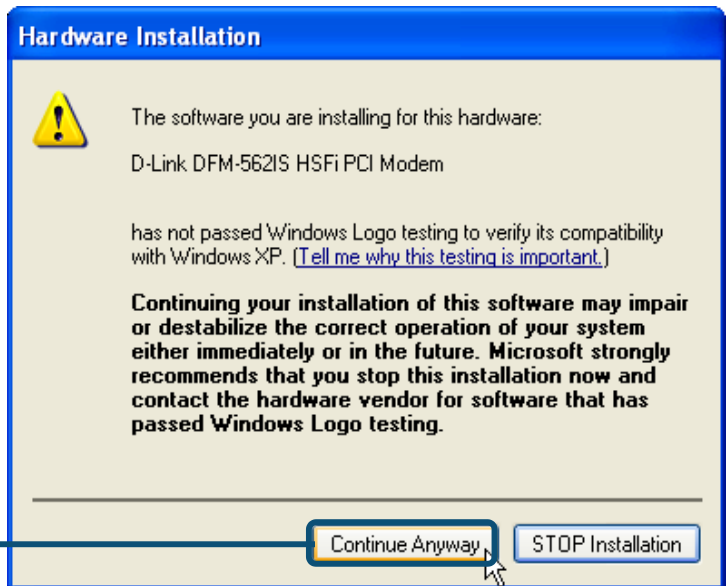 Hardware Installation
The software you are installing for this hardware:
D-Link DFM-562IS HSFi PCI Modem
has not passed Windows Logo testing to verify its compatibility
with Windows XP. (Tell me why this testing is important.)
Continuing your installation of this software may impair
or destabilize the correct operation of your system
either immediately or in the future. Microsoft strongly
recommends that you stop this installation now and
contact the hardware vendor for software that has
passed Windows Logo testing.
Continue Anyway
STOP Installation